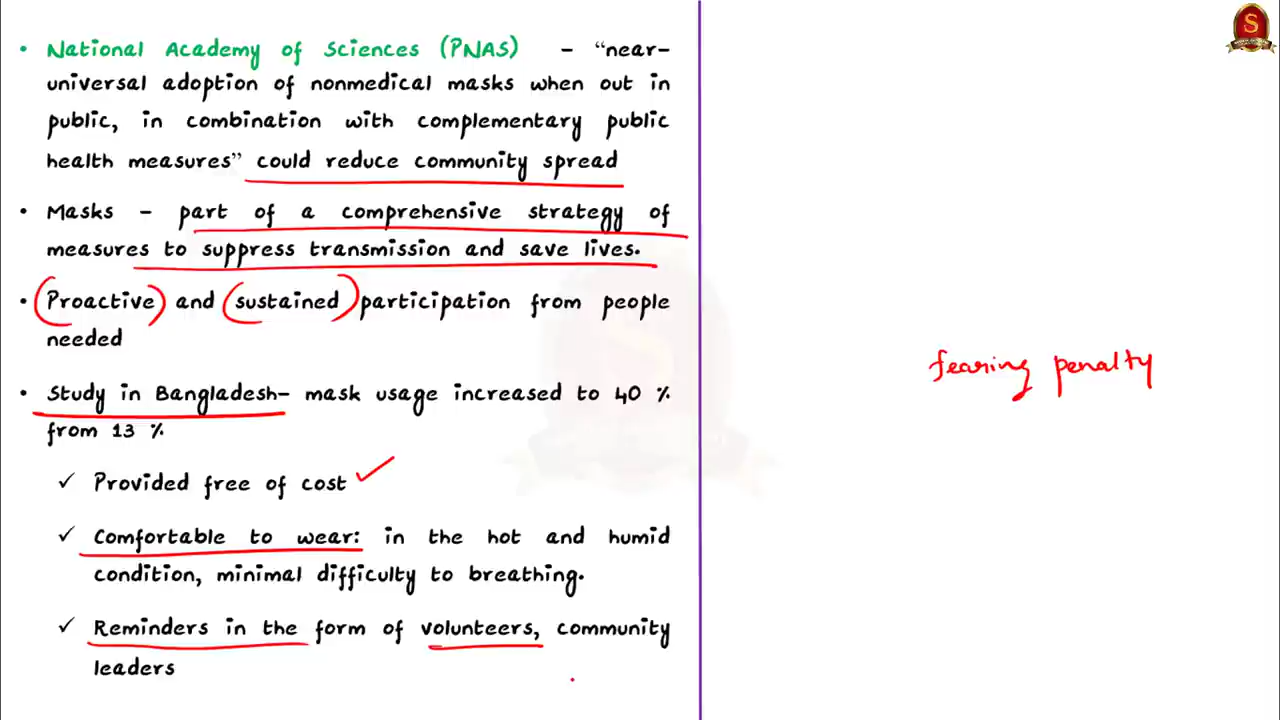 • National Academy of Sciences (PNAS) – “near-
universal adoption of nonmedical masks when out in
public, in combination with complementary public
health measures” could reduce community spread
• Masks – part of a comprehensive strategy of
measures to suppress transmission and save lives.
• Proactive and sustained participation from people
needed
• Study in Bangladesh– mask usage increased to 40 %
from 13 %
✓ Provided free of cost
✓ Comfortable to wear: in the hot and humid
condition, minimal difficulty to breathing.
✓ Reminders in the form of volunteers, community
leaders
fearing penalty
S